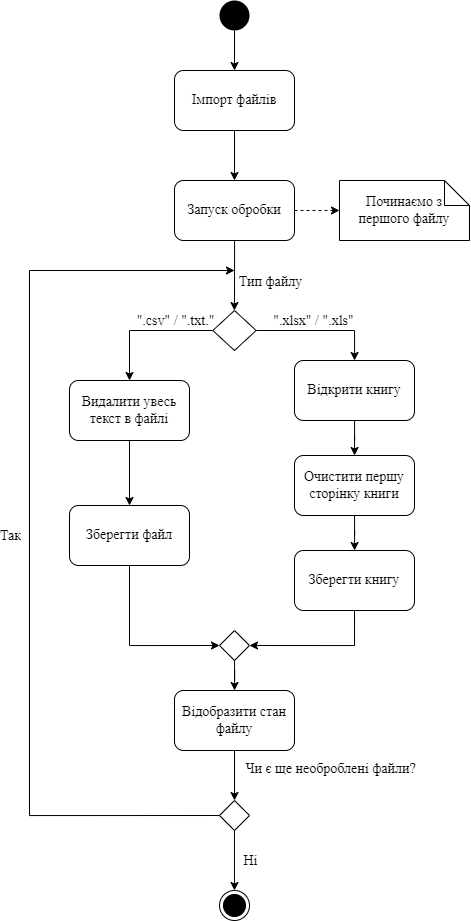 Імпорт файлів
Запуск обробки
Починаємо з
першого файлу
Тип файлу
".csv" / ".txt."
".xlsx" / ".xls"
Видалити увесь
текст в файлі
Відкрити книгу
Очистити першу
сторінку книги
Зберегти файл
Так
Зберегти книгу
Відобразити стан
файлу
Чи є ще необроблені файли?
Ні